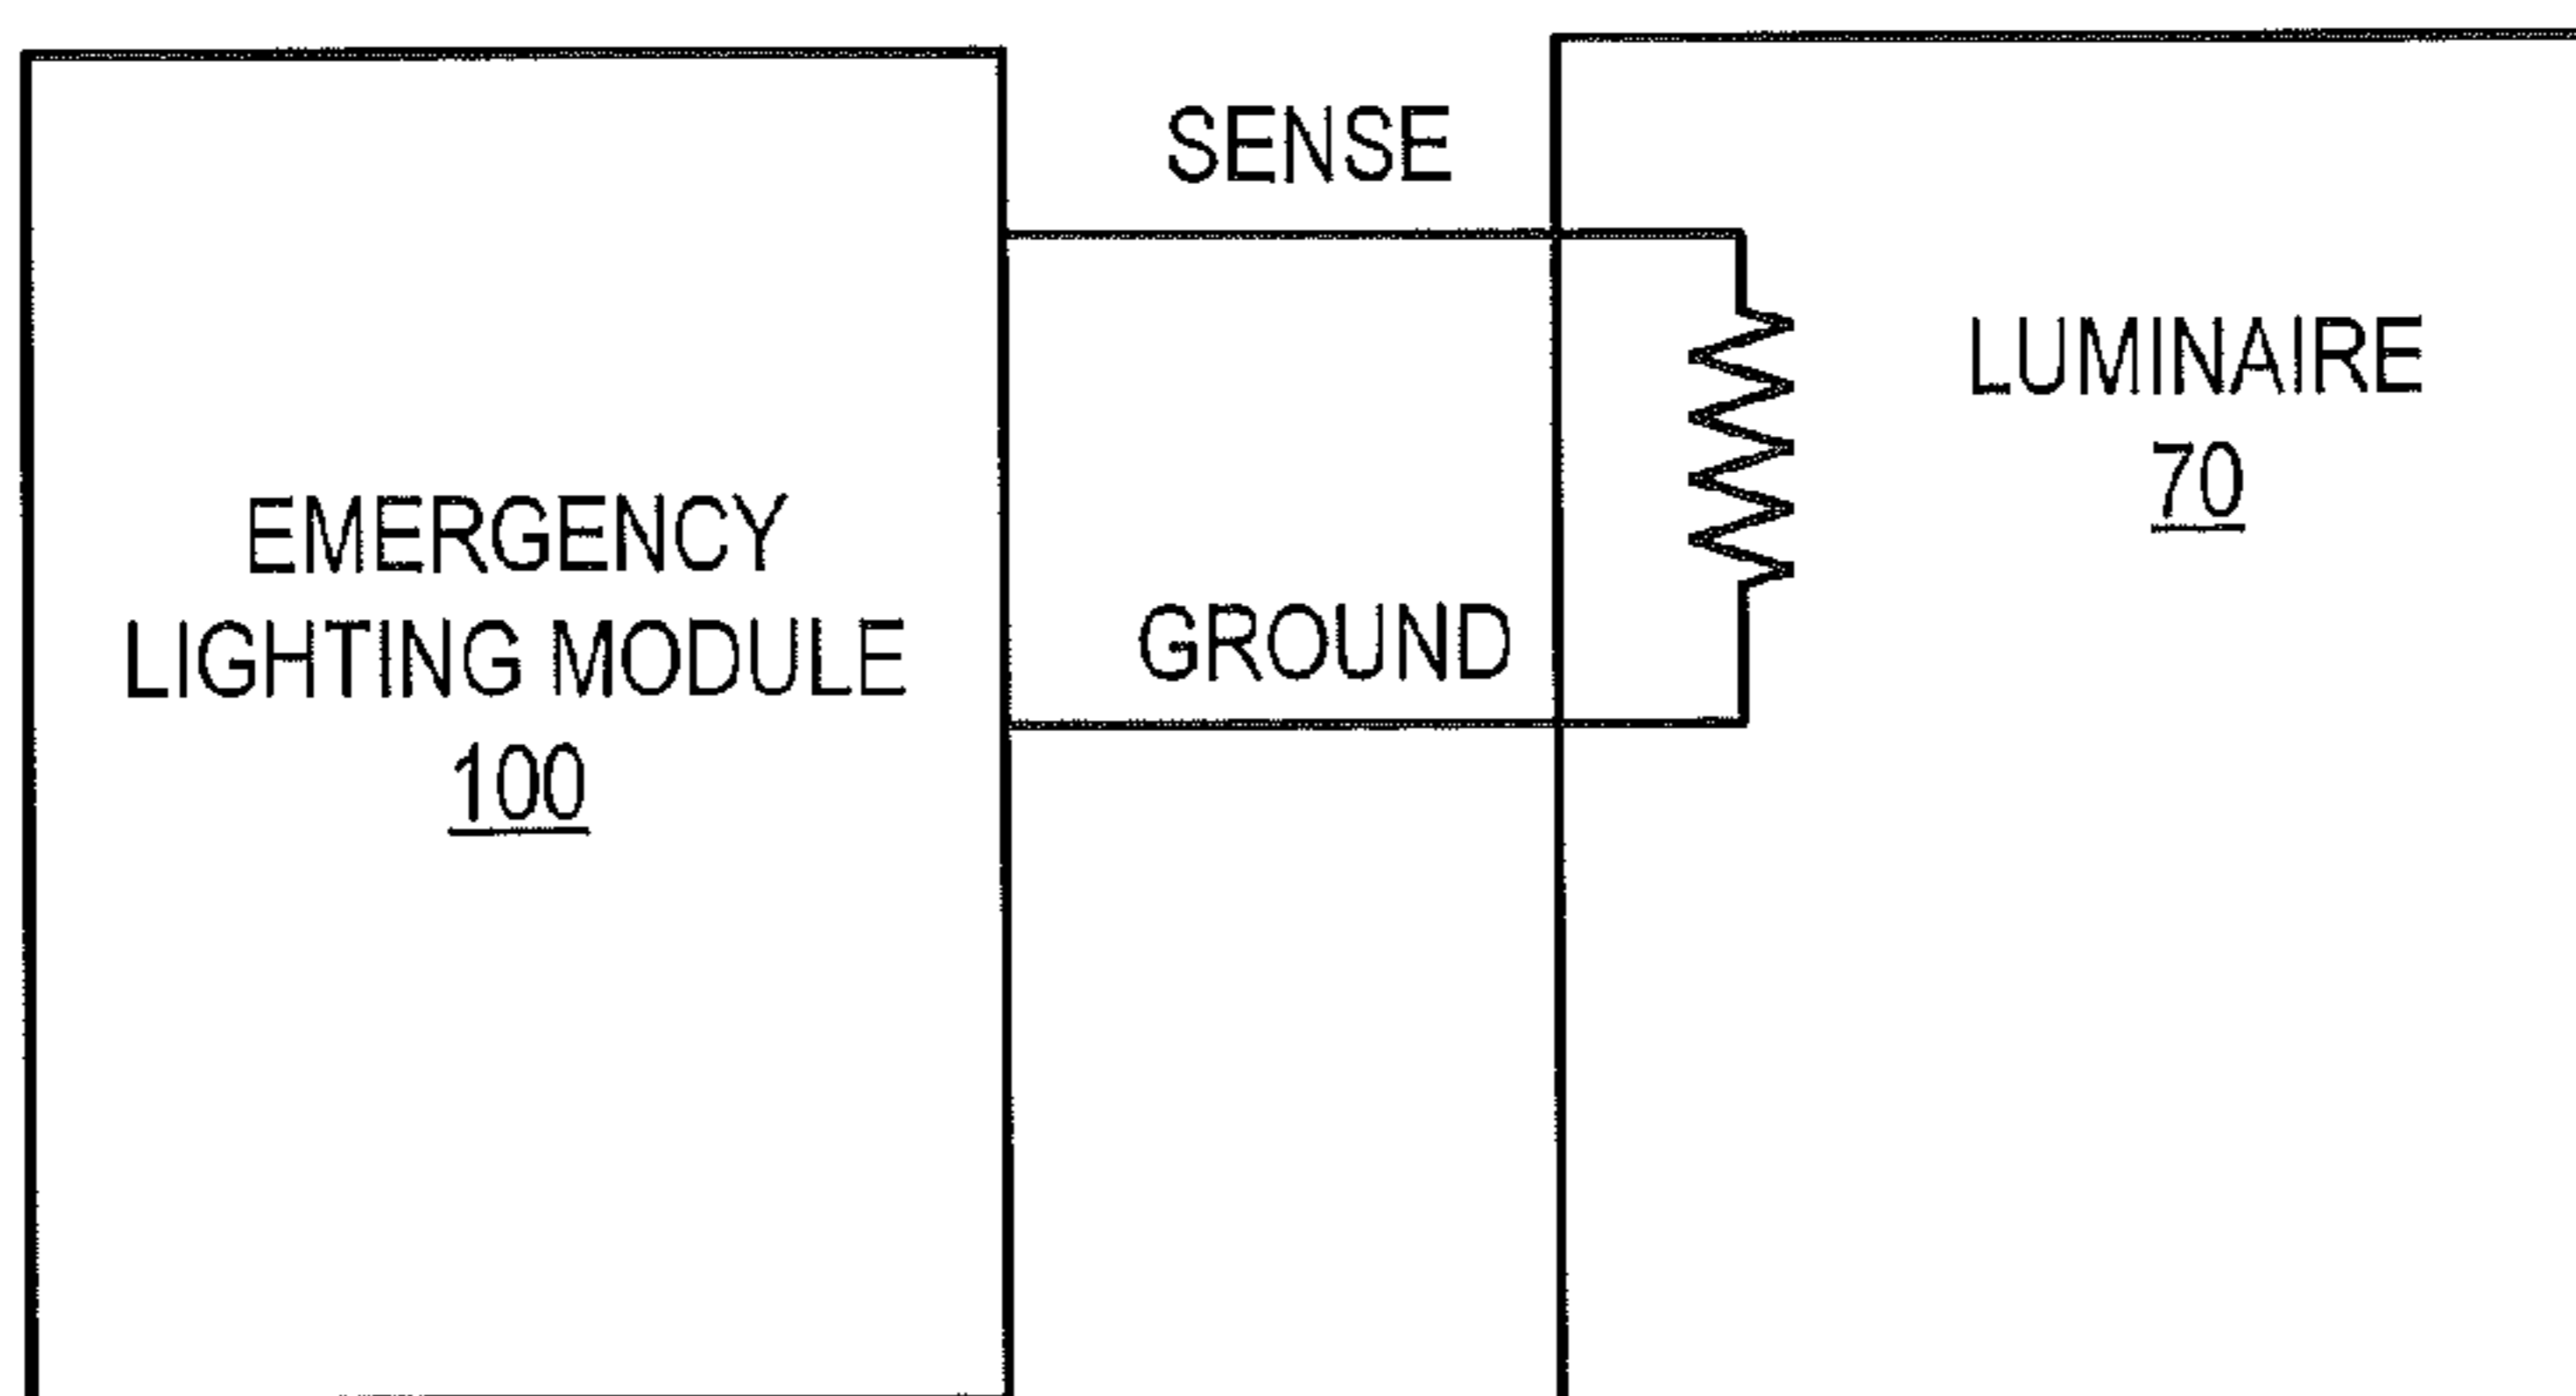 SENSE
LUMINAIRE
70
EMERGENCY
LIGHTING MODULE
100
GROUND